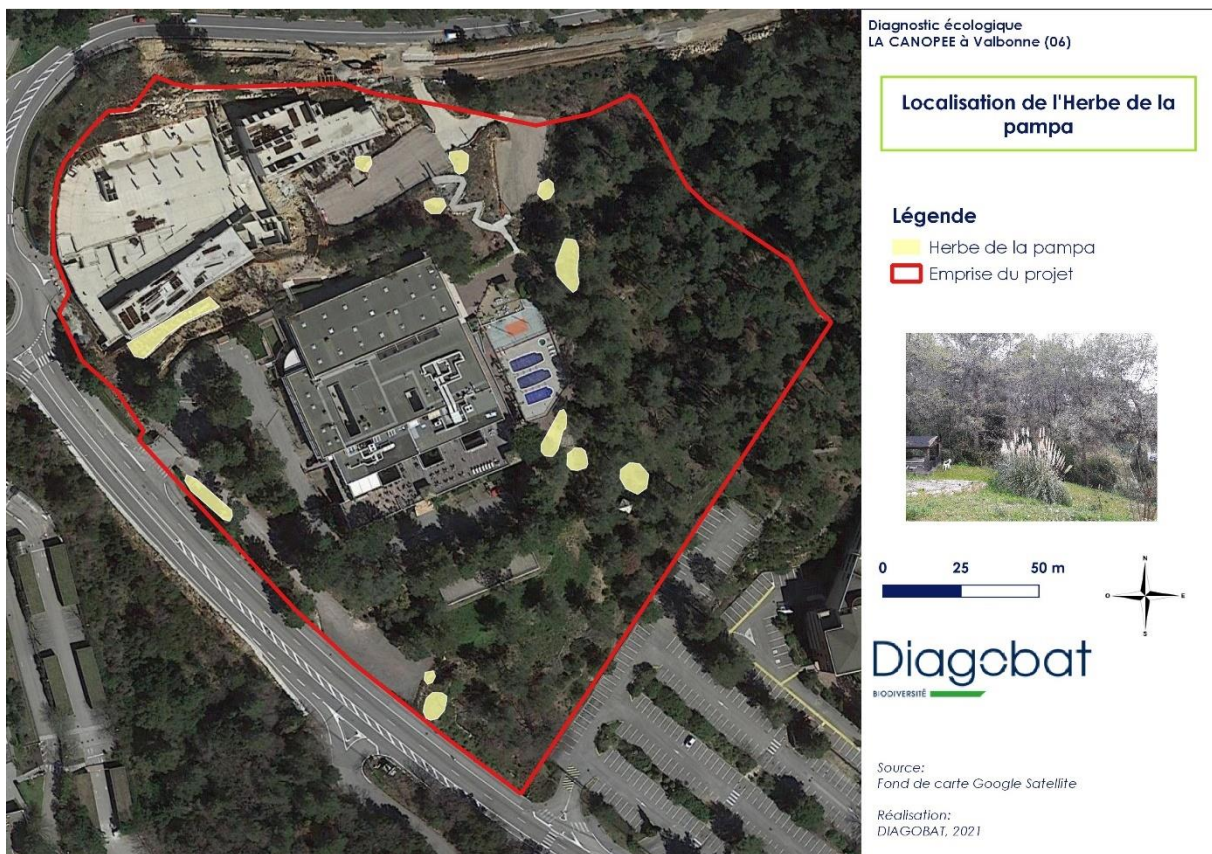 Diagnostic écologique
LA CANOPEE à Valbonne (06)
Localisation de l'Herbe de la
pampa
Légende
Herbe de la pampa
Emprise du projet
0 25 50 m
N
O E
S
Diagobat
BIODIVERSITÉ
Source:
Fond de carte Google Satellite
Réalisation:
DIAGOBAT, 2021